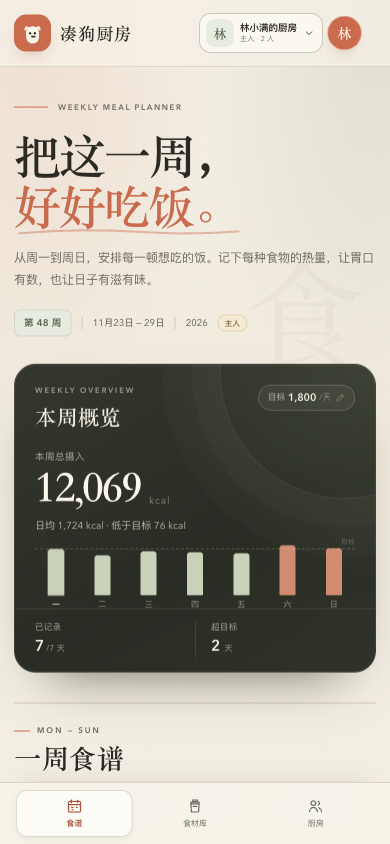 凑狗厨房
林
林小满的厨房
主人 · 2 人
林
WEEKLY MEAL PLANNER
把这一周，
好好吃饭。
从周一到周日，安排每一顿想吃的饭。记下每种食物的热量，让胃口
有数，也让日子有滋有味。
食
第 48 周
11月23日 – 29日
2026
主人
WEEKLY OVERVIEW
目标 1,800 /天
本周概览
本周总摄入
12,069 kcal
日均 1,724 kcal · 低于目标 76 kcal
目标
一 二 三 四 五 六 日
已记录
7 /7 天
超目标
2 天
MON – SUN
一周食谱
食谱
食材库
厨房